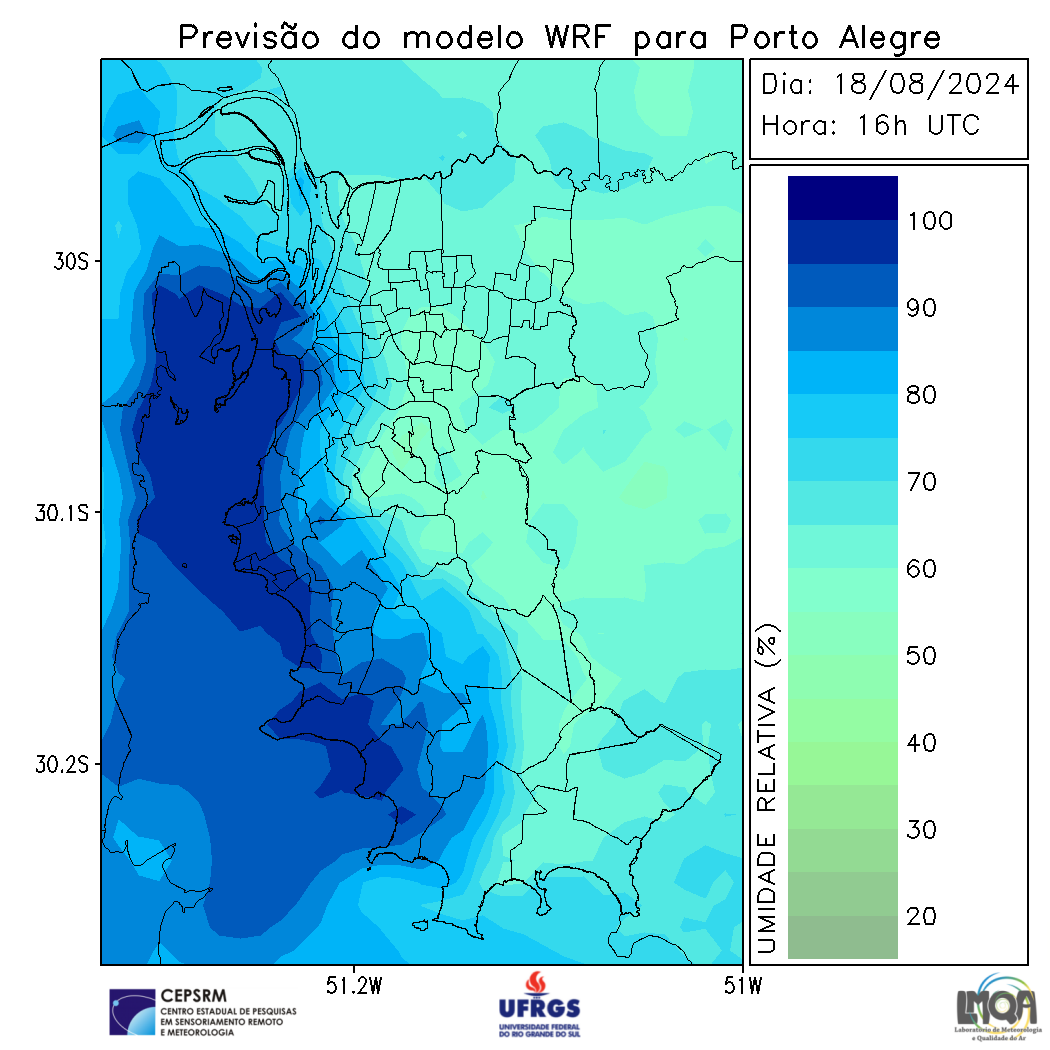 Previsão do modelo WRF para Porto Alegre
Dia: 18/08/2024
Hora: 16h UTC
30S
30.1S
30.2S
51.2W
51W
100
90
80
70
60
50
40
30
20
UMIDADE RELATIVA (%)
CEPSRM
CENTRO ESTADUAL DE PESQUISAS
EM SENSORIAMENTO REMOTO
E METEOROLOGIA
UFRGS
UNIVERSIDADE FEDERAL
DO RIO GRANDE DO SUL
LMQA
Laboratório de Meteorologia
e Qualidade do Ar